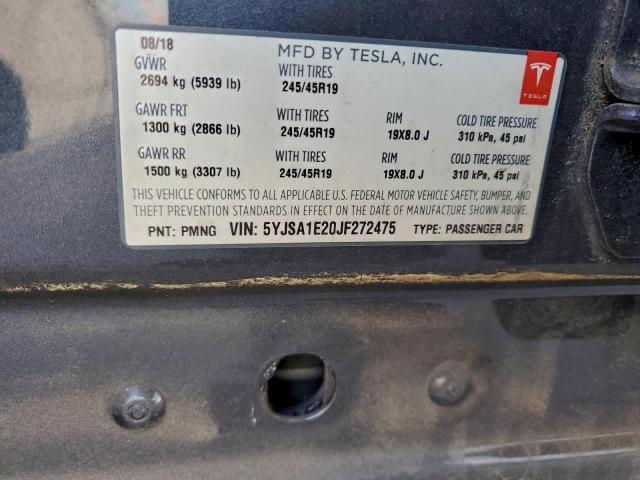 08/18 MFD BY TESLA, INC.
GVWR WITH TIRES
2694 kg (5939 lb) 245/45R19
TESLA
GAWR FRT WITH TIRES RIM COLD TIRE PRESSURE
1300 kg (2866 lb) 245/45R19 19X8.0 J 310 kPa, 45 psi
GAWR RR WITH TIRES RIM COLD TIRE PRESSURE
1500 kg (3307 lb) 245/45R19 19X8.0 J 310 kPa, 45 psi
THIS VEHICLE CONFORMS TO ALL APPLICABLE U.S. FEDERAL MOTOR VEHICLE SAFETY, BUMPER, AND
THEFT PREVENTION STANDARDS IN EFFECT ON THE DATE OF MANUFACTURE SHOWN ABOVE.
PNT: PMNG VIN: 5YJSA1E20JF272475 TYPE: PASSENGER CAR